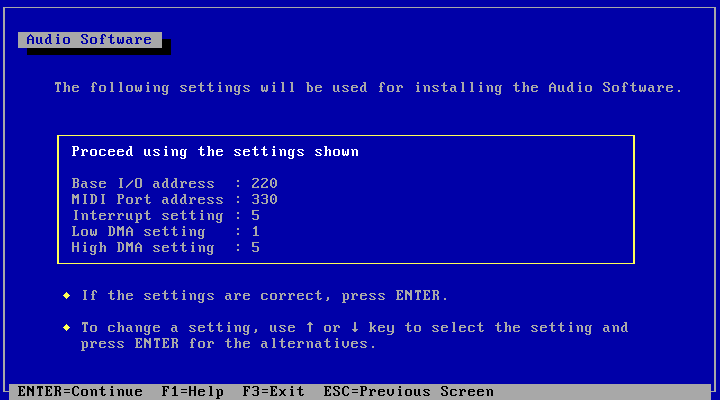 Audio Software
The following settings will be used for installing the Audio Software.
Proceed using the settings shown
Base I/O address : 220
MIDI Port address : 330
Interrupt setting : 5
Low DMA setting : 1
High DMA setting : 5
◆ If the settings are correct, press ENTER.
◆ To change a setting, use ↑ or ↓ key to select the setting and
press ENTER for the alternatives.
ENTER=Continue F1=Help F3=Exit ESC=Previous Screen